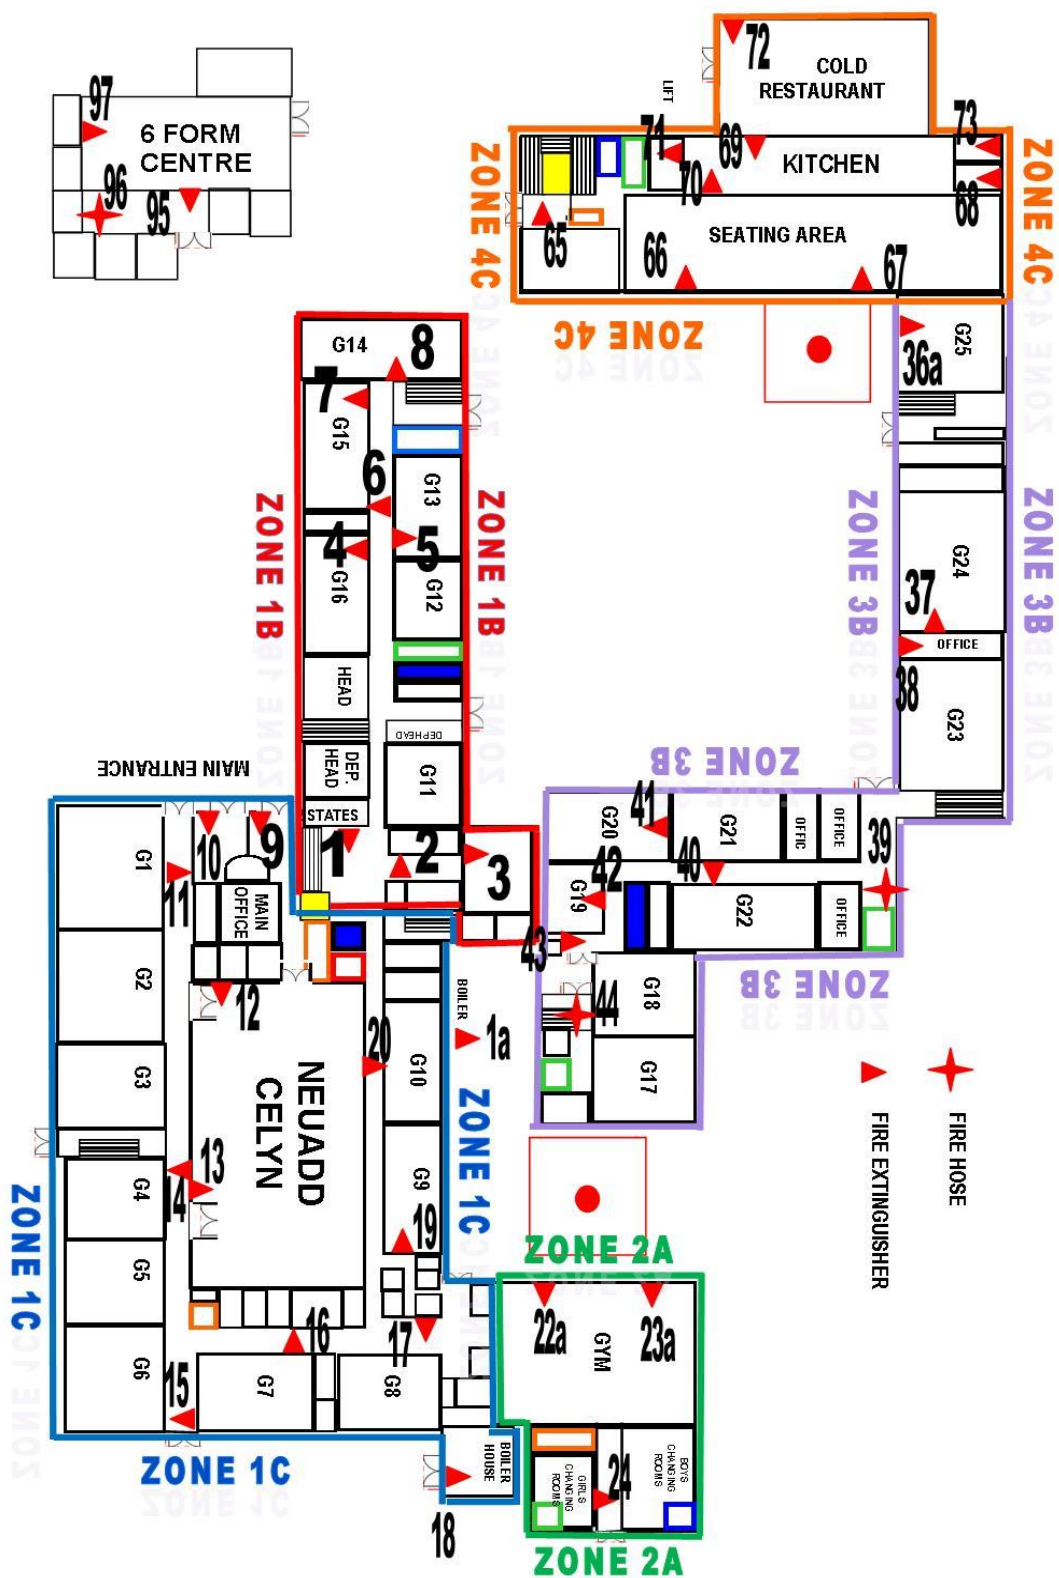 97
6 FORM
CENTRE
96
95
72
COLD
RESTAURANT
LIFT
71
69
KITCHEN
73
70
68
SEATING AREA
65
66
67
ZONE 4C
ZONE 4C
ZONE 4C
G14
8
7
G15
6
G13
5
4
G16
G12
HEAD
DEPHEAD
DEP.
HEAD
G11
STATES
1
2
3
ZONE 1B
ZONE 1B
G25
36a
G24
37
OFFICE
38
G23
ZONE 3B
ZONE 3B
ZONE 3B
41
G20
G21
OFFIC
OFFICE
39
42
40
G19
G22
OFFICE
43
44
G18
G17
ZONE 3B
MAIN ENTRANCE
G1
10
9
11
MAIN
OFFICE
G2
12
BOILER
1a
20
G10
G3
NEUADD
CELYN
ZONE 1C
13
14
G4
G9
19
G5
G6
16
17
15
G7
G8
ZONE 1C
ZONE 1C
BOILER
HOUSE
18
FIRE HOSE
FIRE EXTINGUISHER
ZONE 2A
22a
23a
GYM
GIRLS
CHANGING
ROOMS
24
BOYS
CHANGING
ROOMS
ZONE 2A